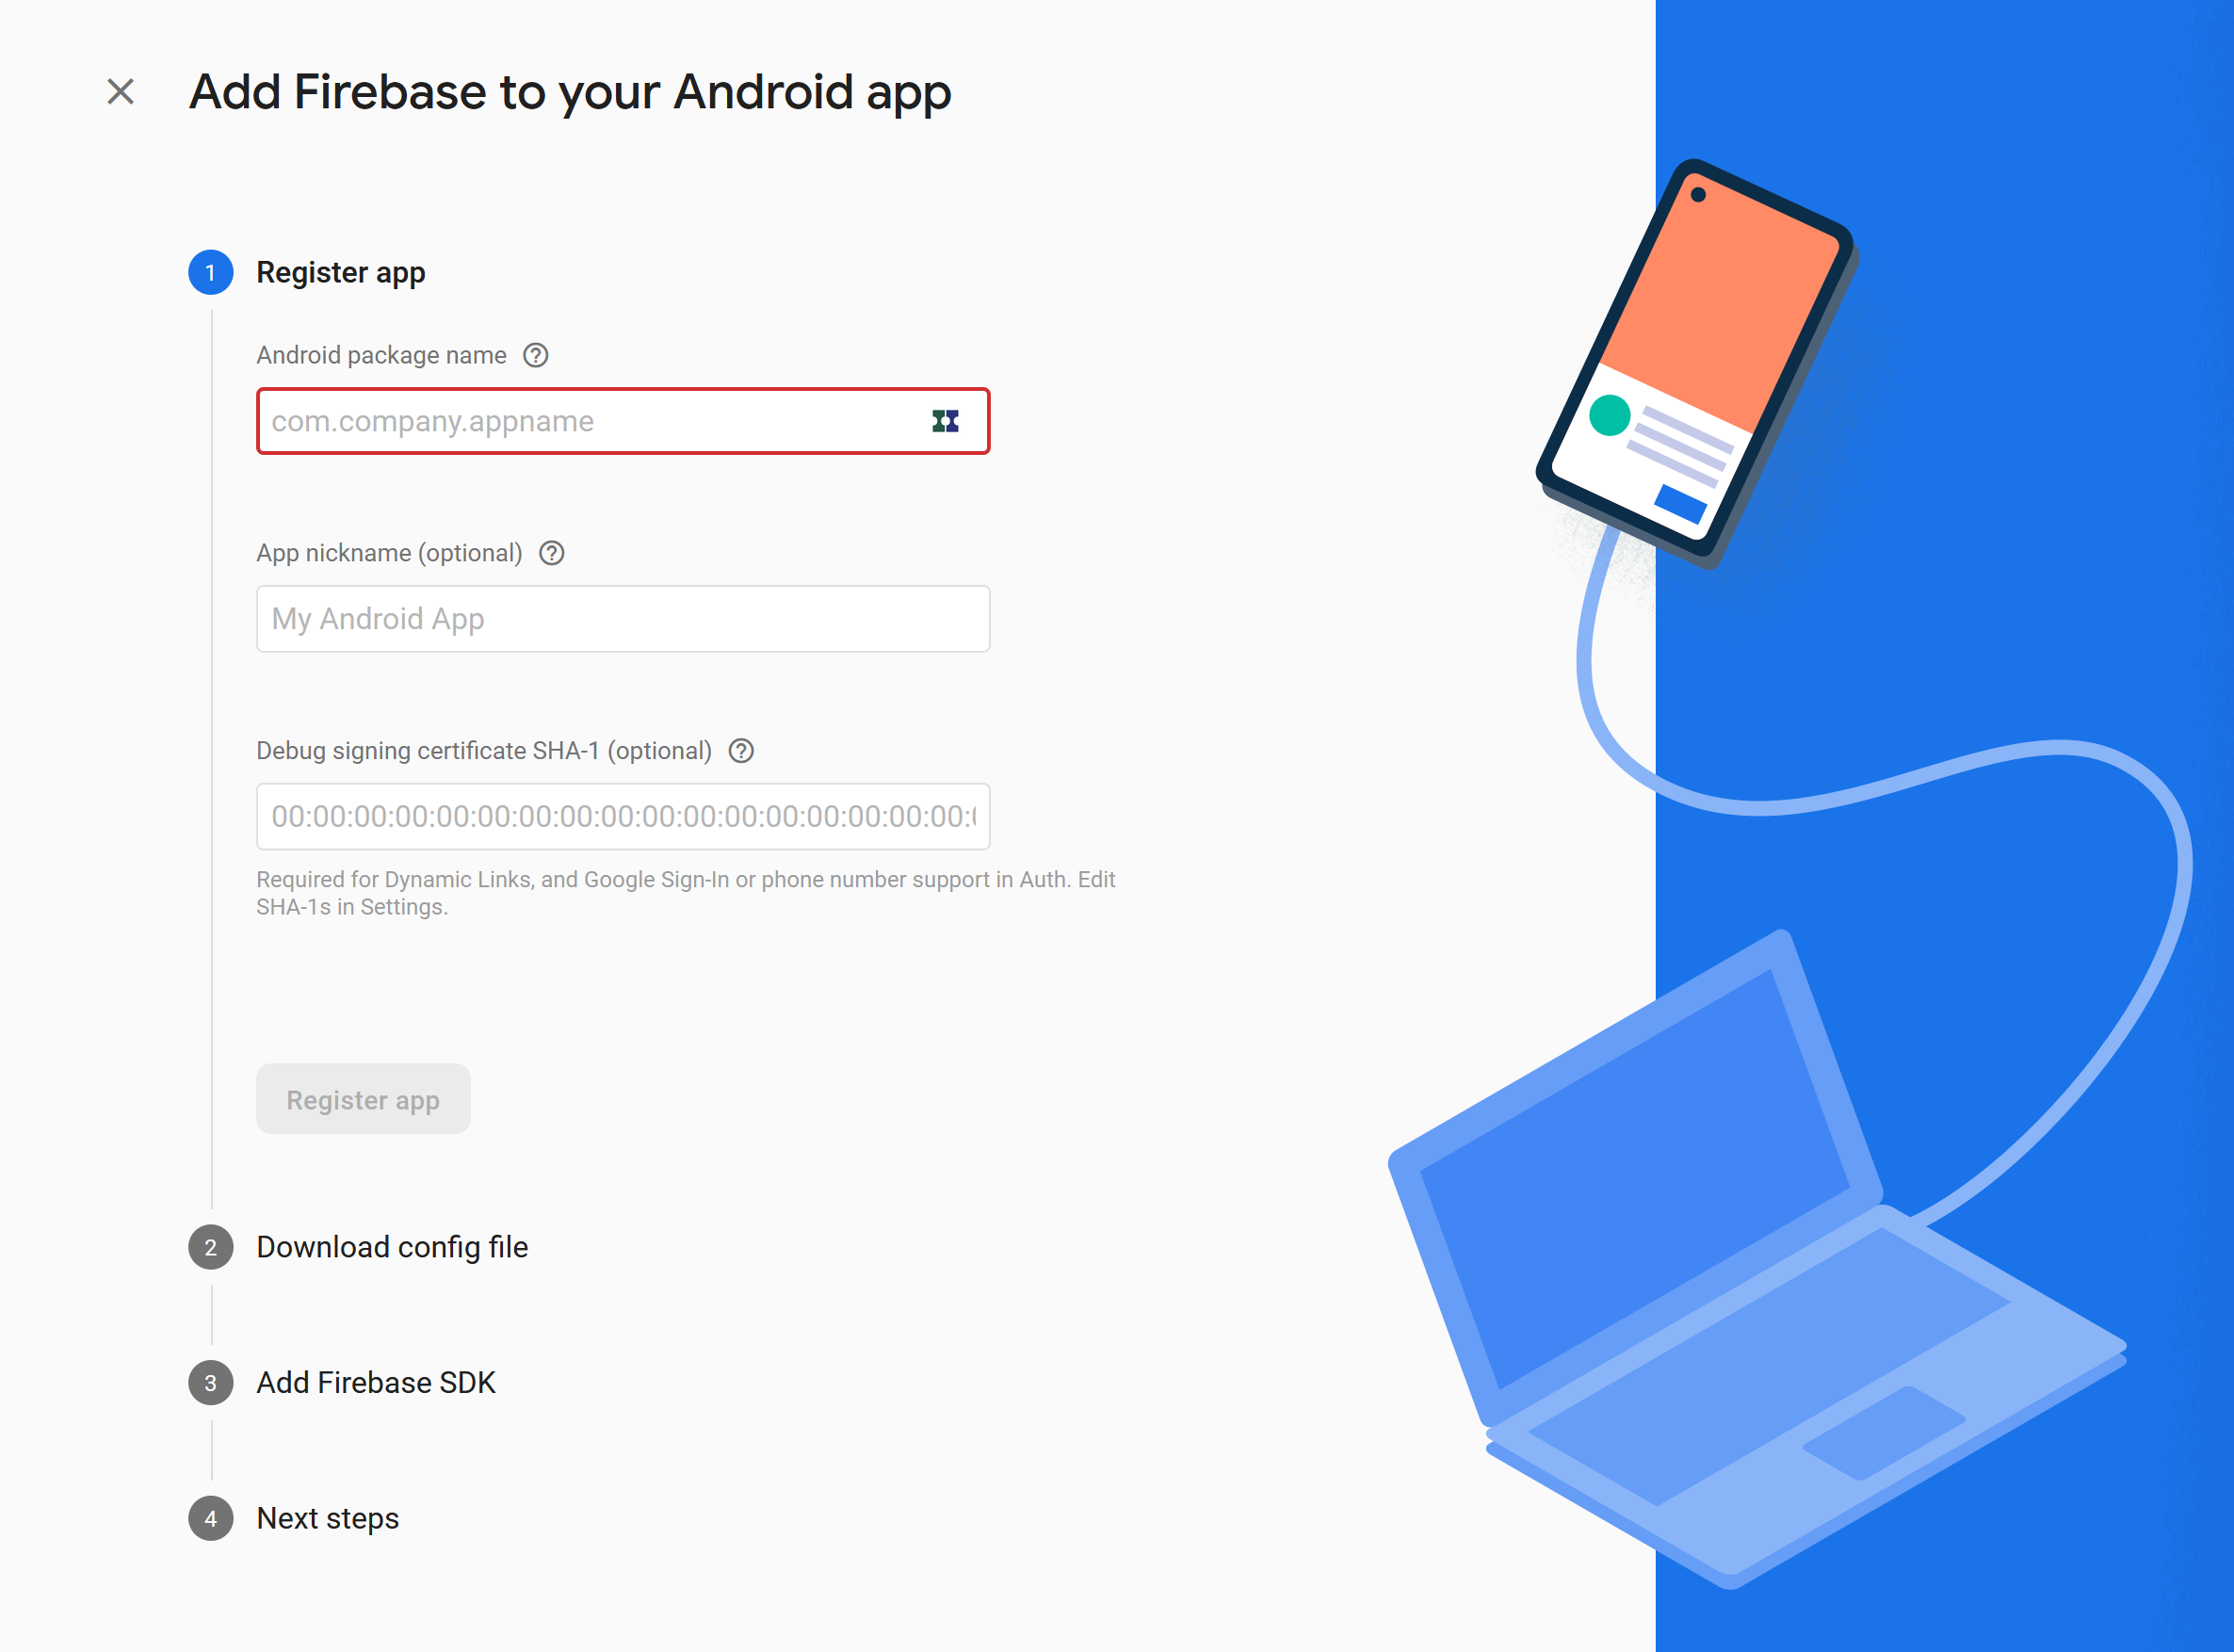 Add Firebase to your Android app
1 Register app
Android package name
com.company.appname
App nickname (optional)
My Android App
Debug signing certificate SHA-1 (optional)
00:00:00:00:00:00:00:00:00:00:00:00:00:00:00:00:00:
Required for Dynamic Links, and Google Sign-In or phone number support in Auth. Edit
SHA-1s in Settings.
Register app
2 Download config file
3 Add Firebase SDK
4 Next steps